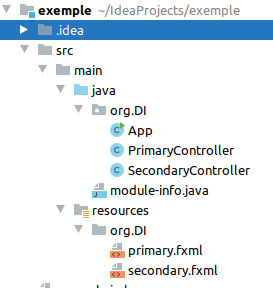 exemple ~/IdeaProjects/exemple
.idea
src
main
java
org.DI
App
PrimaryController
SecondaryController
module-info.java
resources
org.DI
primary.fxml
secondary.fxml